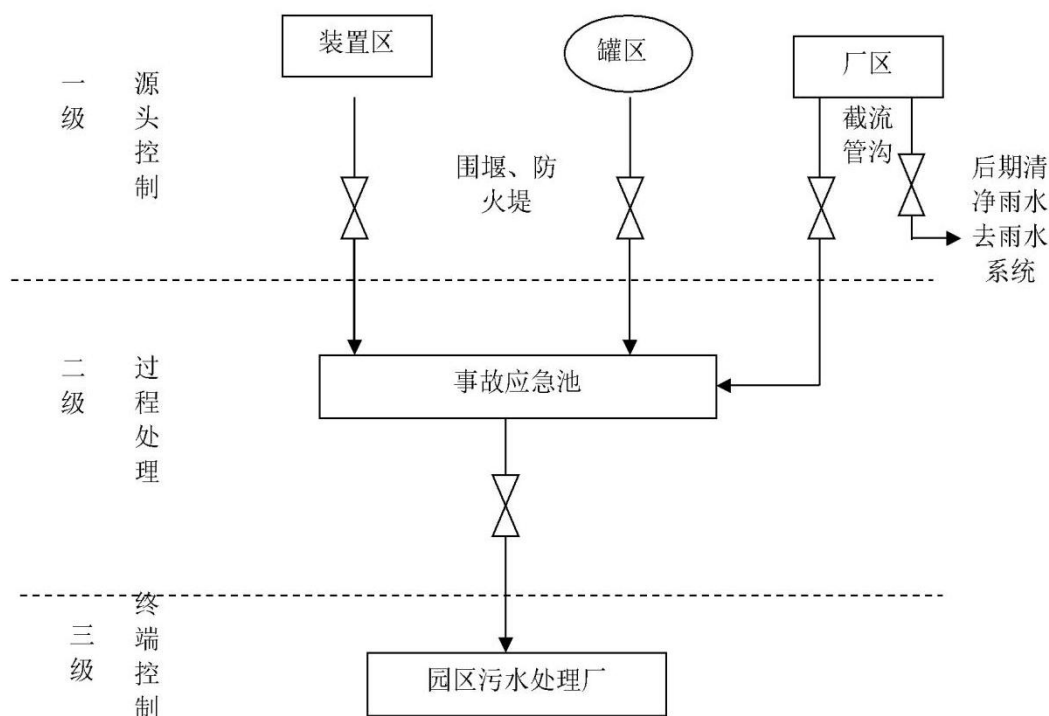 装置区
罐区
厂区
一级
源头控制
围堰、防
火堤
截流
管沟
后期清
净雨水
去雨水
系统
二级
过程处理
事故应急池
三级
终端控制
园区污水处理厂